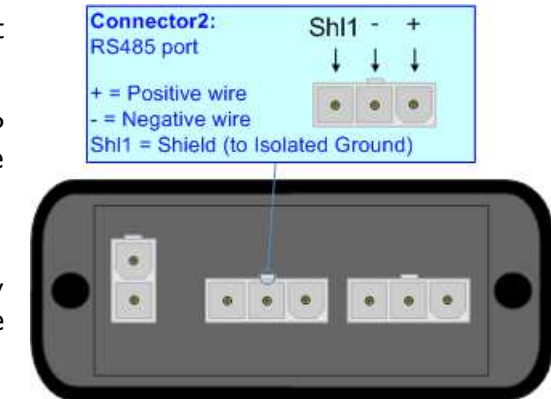 Connector2:
RS485 port
Shl1 - +
+ = Positive wire
- = Negative wire
Shl1 = Shield (to Isolated Ground)